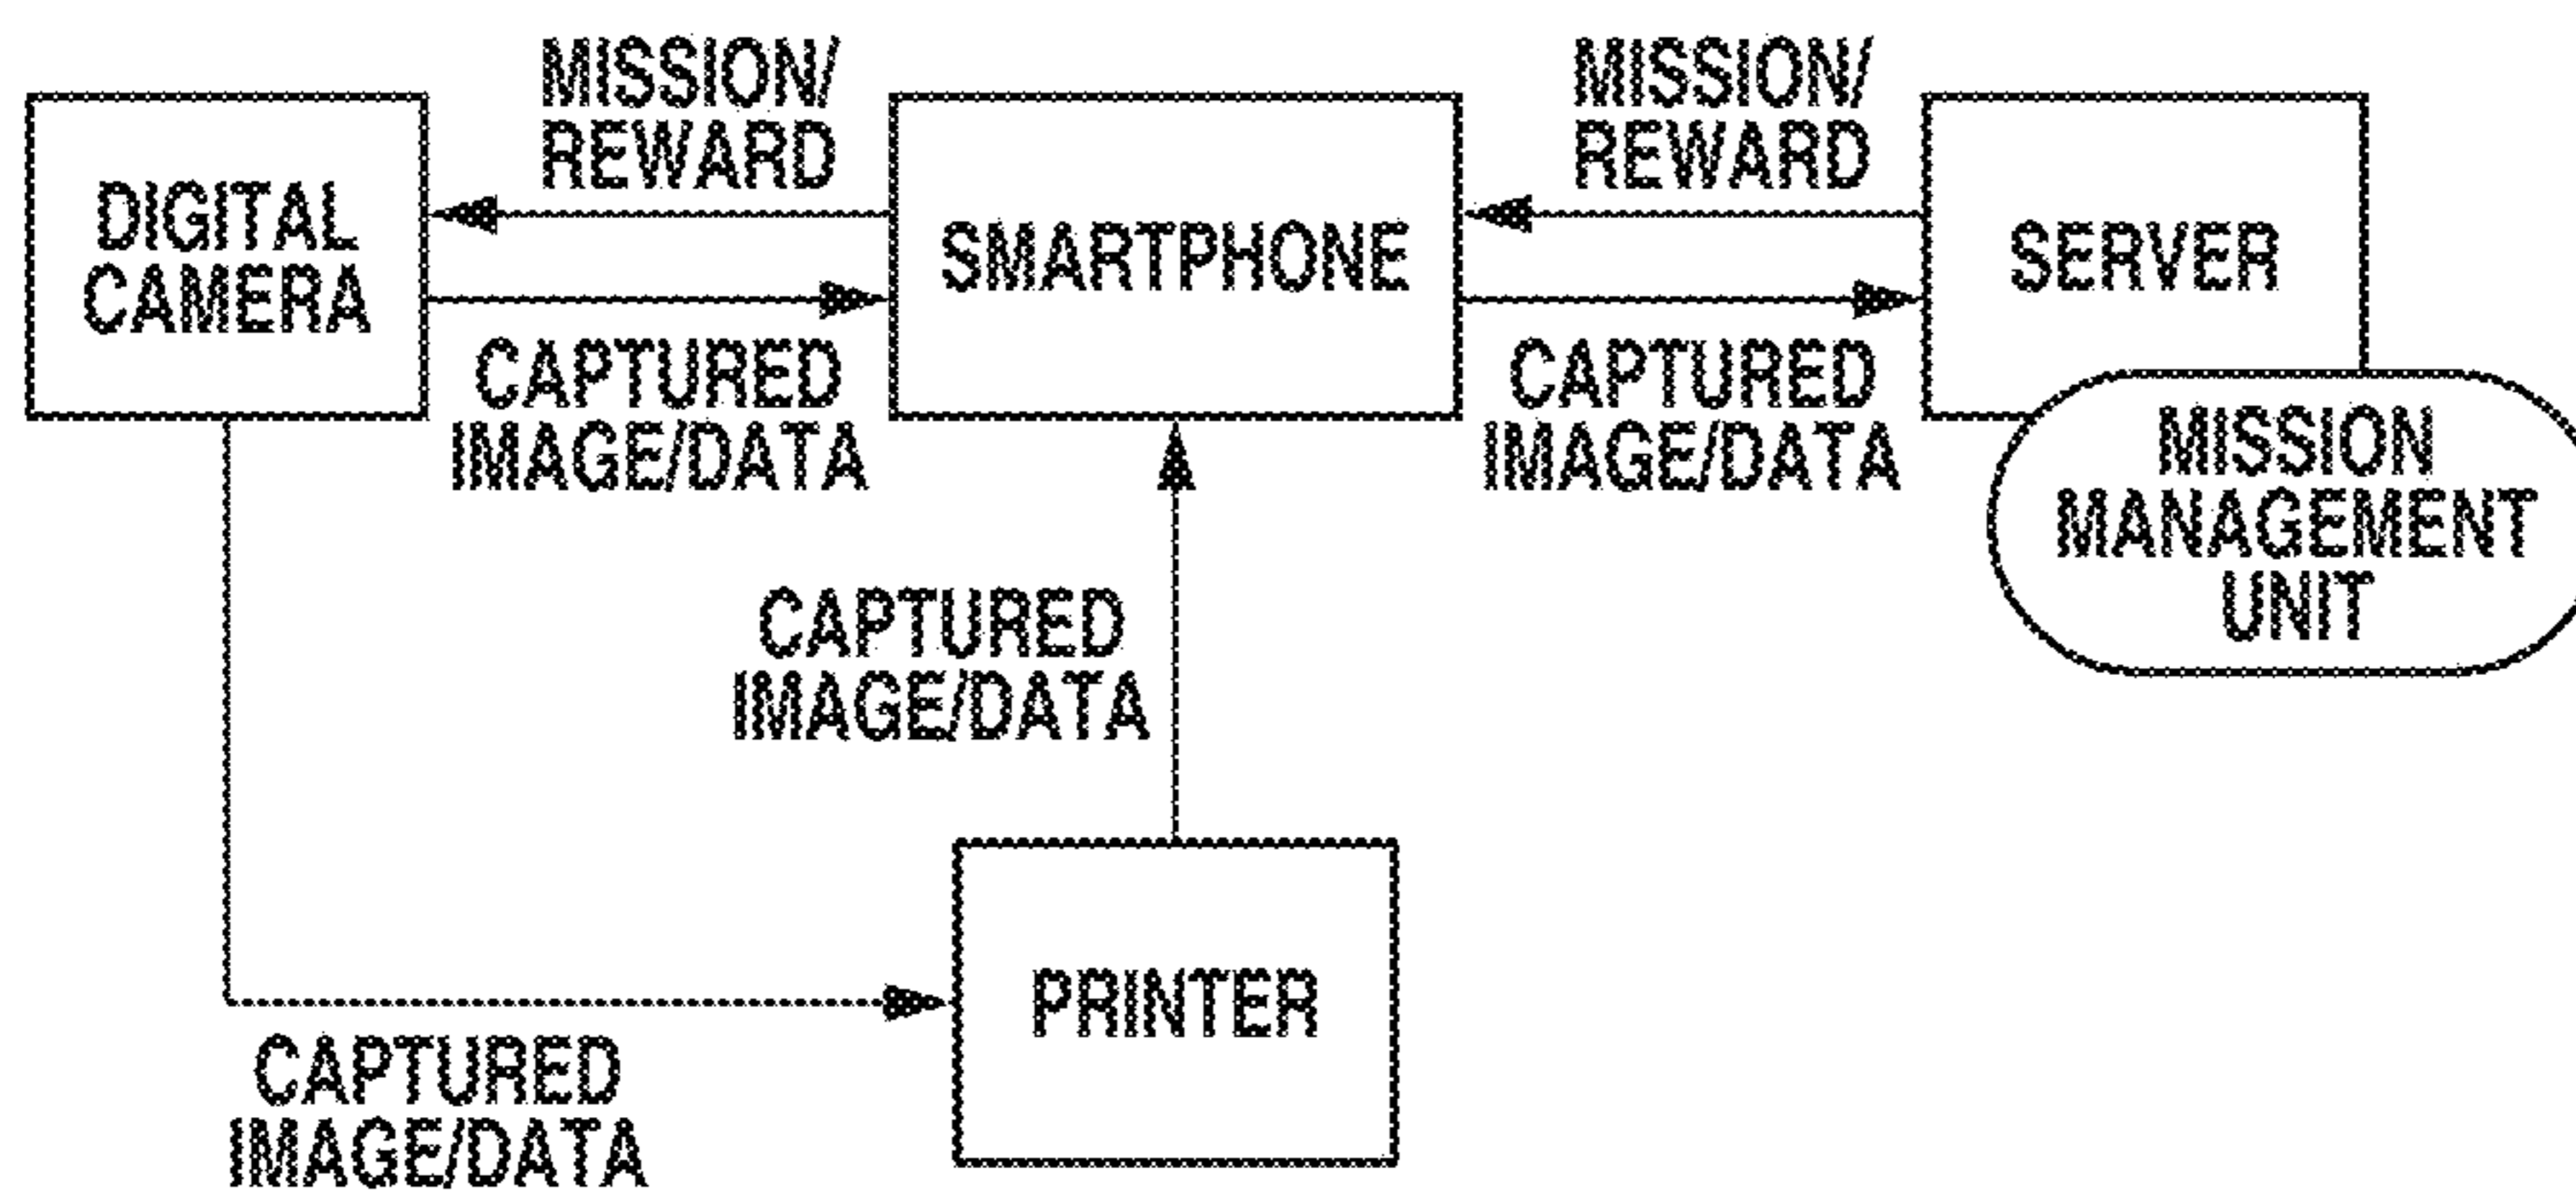 MISSION/
REWARD
MISSION/
REWARD
DIGITAL
CAMERA
SMARTPHONE
SERVER
CAPTURED
IMAGE/DATA
CAPTURED
IMAGE/DATA
MISSION
MANAGEMENT
UNIT
CAPTURED
IMAGE/DATA
PRINTER
CAPTURED
IMAGE/DATA